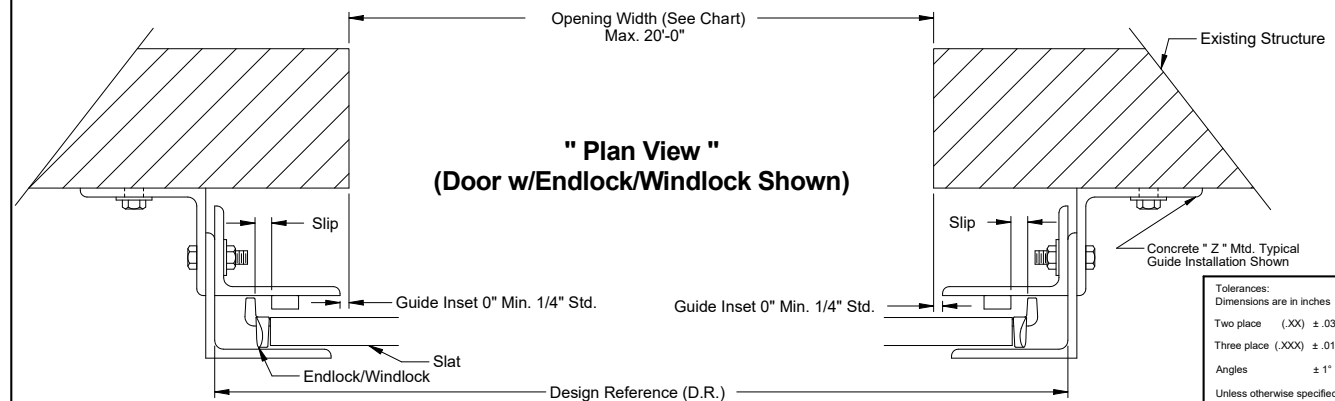 Opening Width (See Chart)
Max. 20'-0"
Existing Structure
" Plan View "
(Door w/Endlock/Windlock Shown)
Slip
Slip
Concrete " Z " Mtd. Typical
Guide Installation Shown
Guide Inset 0" Min. 1/4" Std.
Guide Inset 0" Min. 1/4" Std.
Slat
Endlock/Windlock
Design Reference (D.R.)
Tolerances:
Dimensions are in inches
Two place (.XX) ± .03
Three place (.XXX) ± .01
Angles ± 1°
Unless otherwise specified